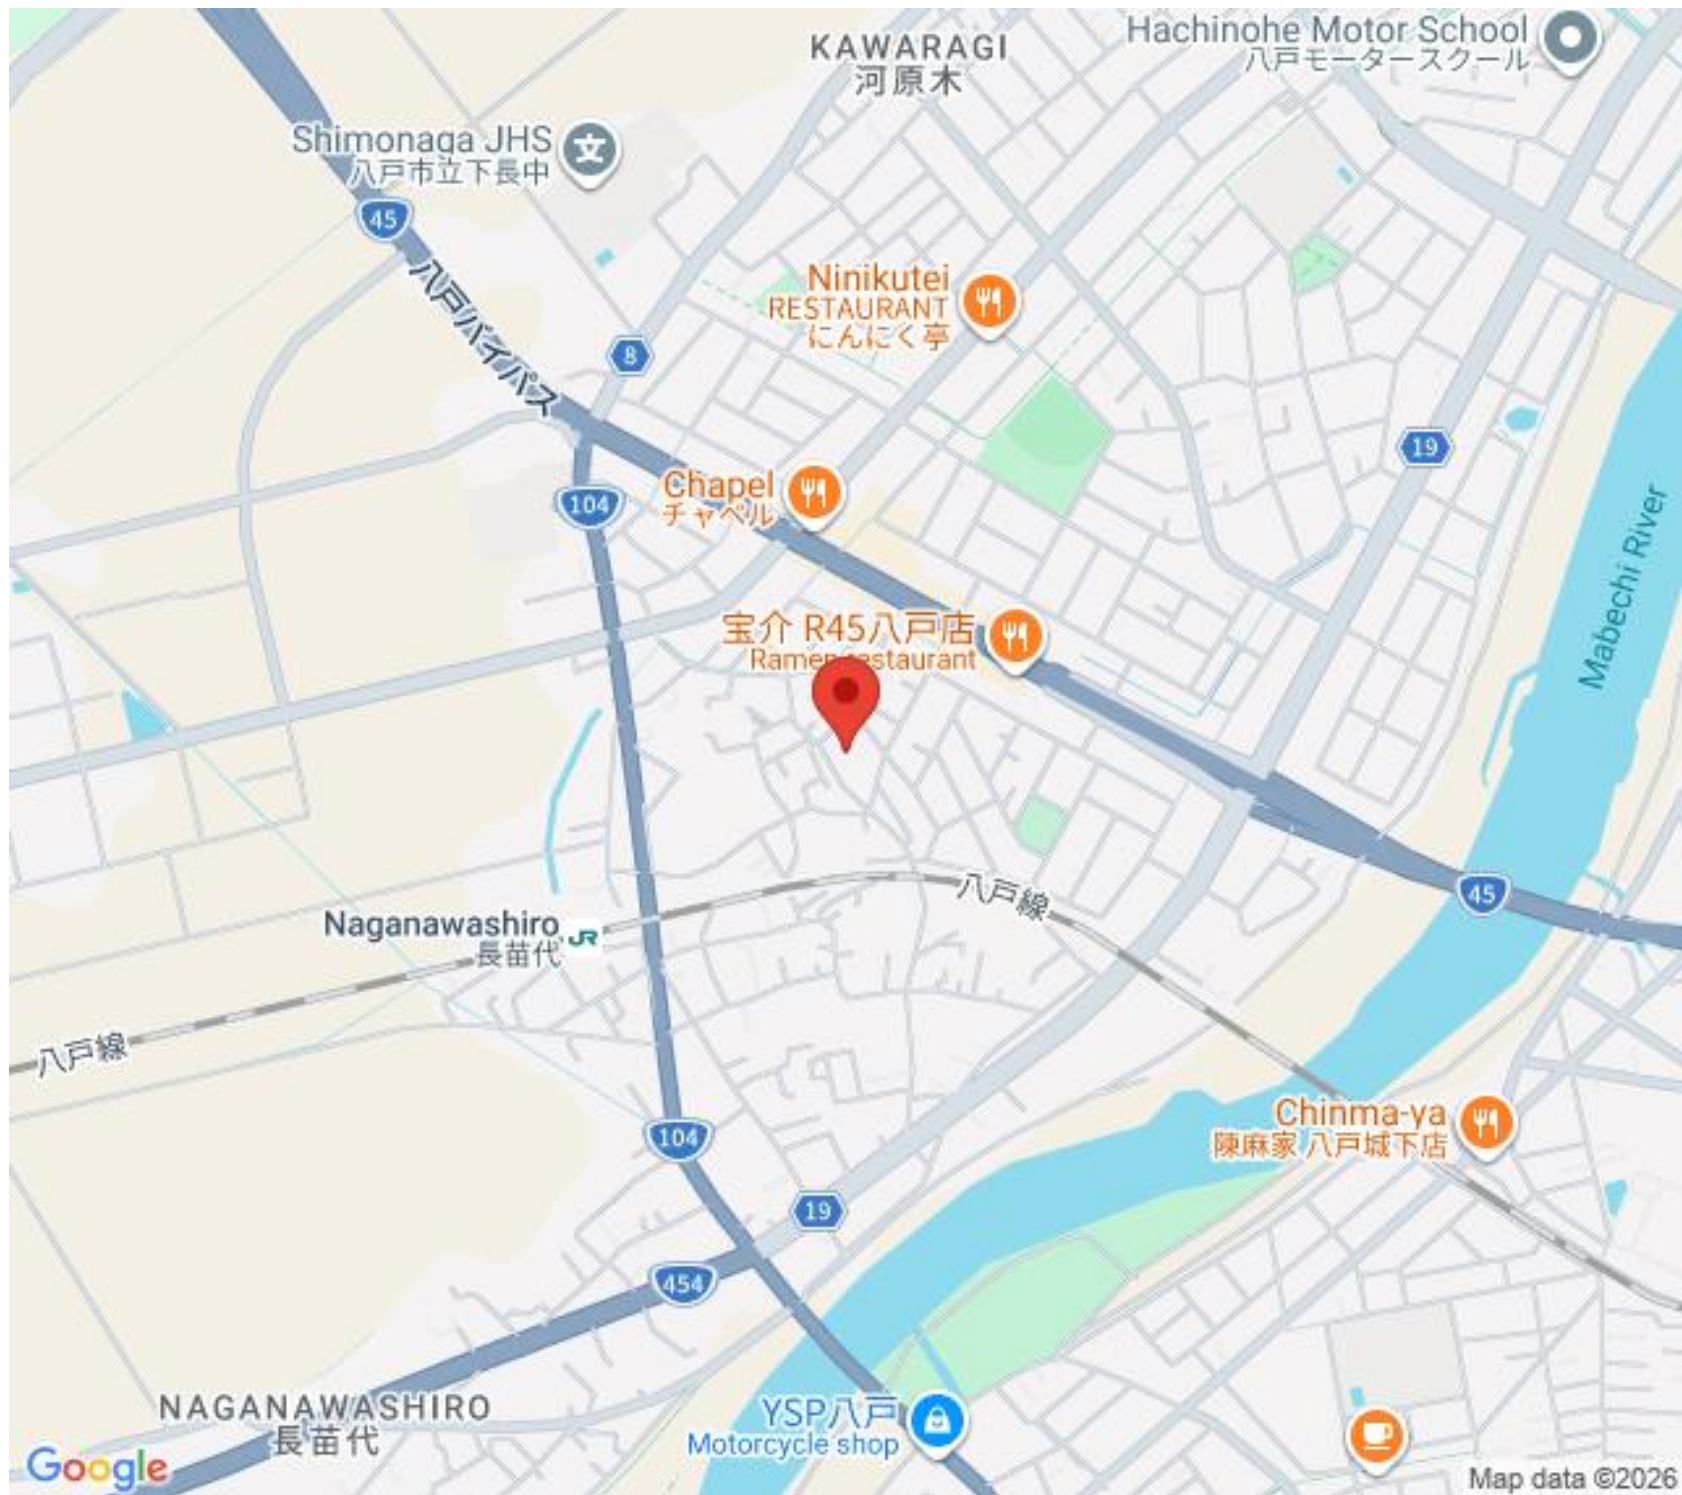 KAWARAGI
河原木
Hachinohe Motor School
八戸モータースクール
Shimonaga JHS
八戸市立下長中
45
八戸バイパス
Ninikutei
RESTAURANT
にんにく亭
8
19
104
Chapel
チャペル
Mabechi River
宝介 R45八戸店
Ramen restaurant
45
八戸線
Naganawashiro
長苗代
JR
八戸線
Chinma-ya
陳麻家 八戸城下店
104
19
454
NAGANAWASHIRO
長苗代
YSP八戸
Motorcycle shop
Google
Map data ©2026